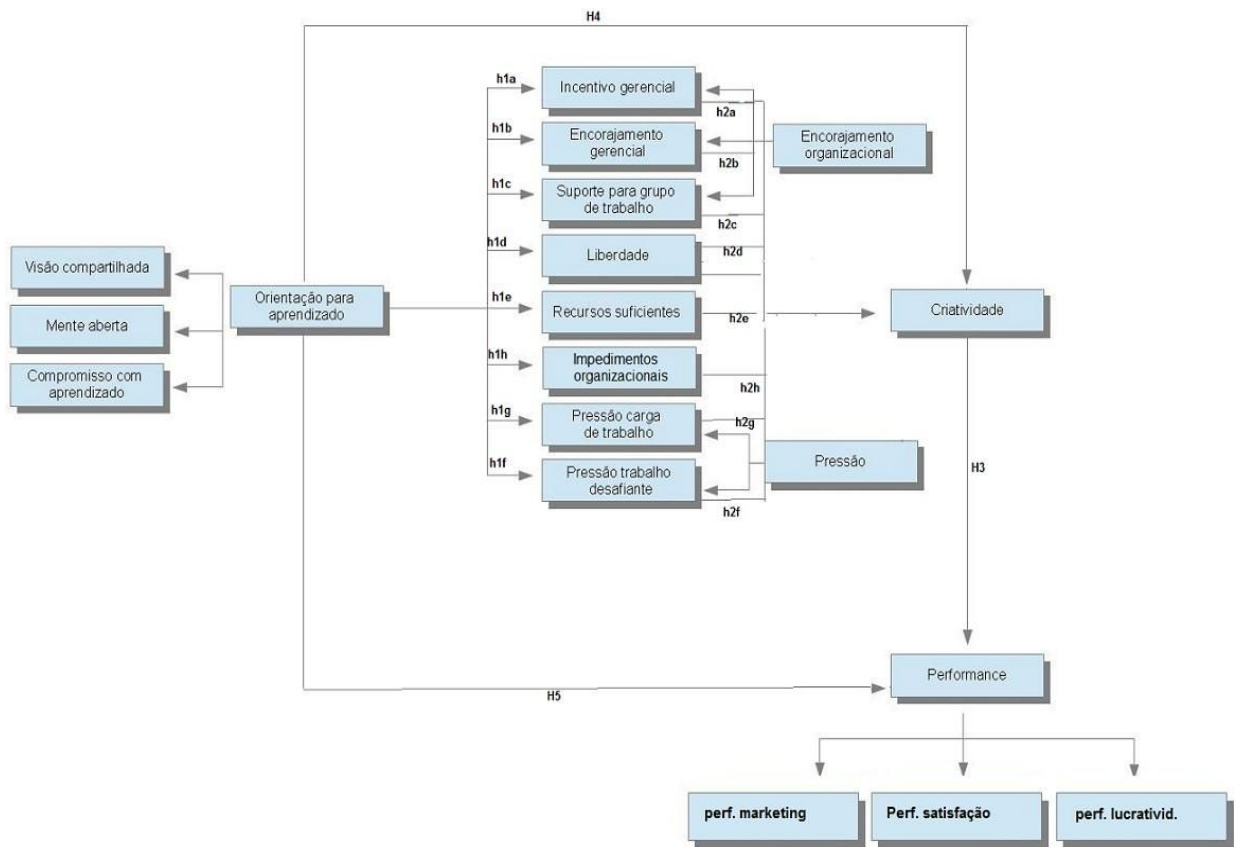 H4
h1a
Incentivo gerencial
h2a
h1b
Encorajamento
gerencial
h2b
Encorajamento
organizacional
h1c
Suporte para grupo
de trabalho
h2c
h1d
Liberdade
h2d
Visão compartilhada
Mente aberta
Compromisso com
aprendizado
Orientação para
aprendizado
h1e
Recursos suficientes
h2e
Criatividade
h1h
Impedimentos
organizacionais
h2h
h1g
Pressão carga
de trabalho
h2g
Pressão
H3
h1f
Pressão trabalho
desafiante
h2f
Performance
H5
perf. marketing
Perf. satisfação
perf. lucrativid.